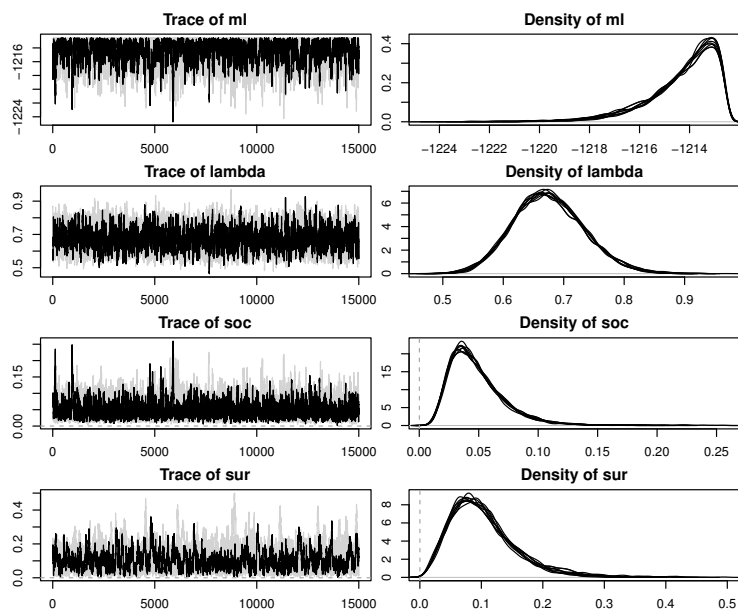 Trace of ml
Density of ml
−1216
−1224
0 5000 10000 15000
0.4
0.0
−1224 −1222 −1220 −1218 −1216 −1214
Trace of lambda
Density of lambda
0.9
0.7
0.5
0 5000 10000 15000
6
4
2
0
0.5 0.6 0.7 0.8 0.9
Trace of soc
Density of soc
0.15
0.00
0 5000 10000 15000
15
5
0
0.00 0.05 0.10 0.15 0.20 0.25
Trace of sur
Density of sur
0.4
0.2
0.0
0 5000 10000 15000
8
6
4
2
0
0.0 0.1 0.2 0.3 0.4 0.5